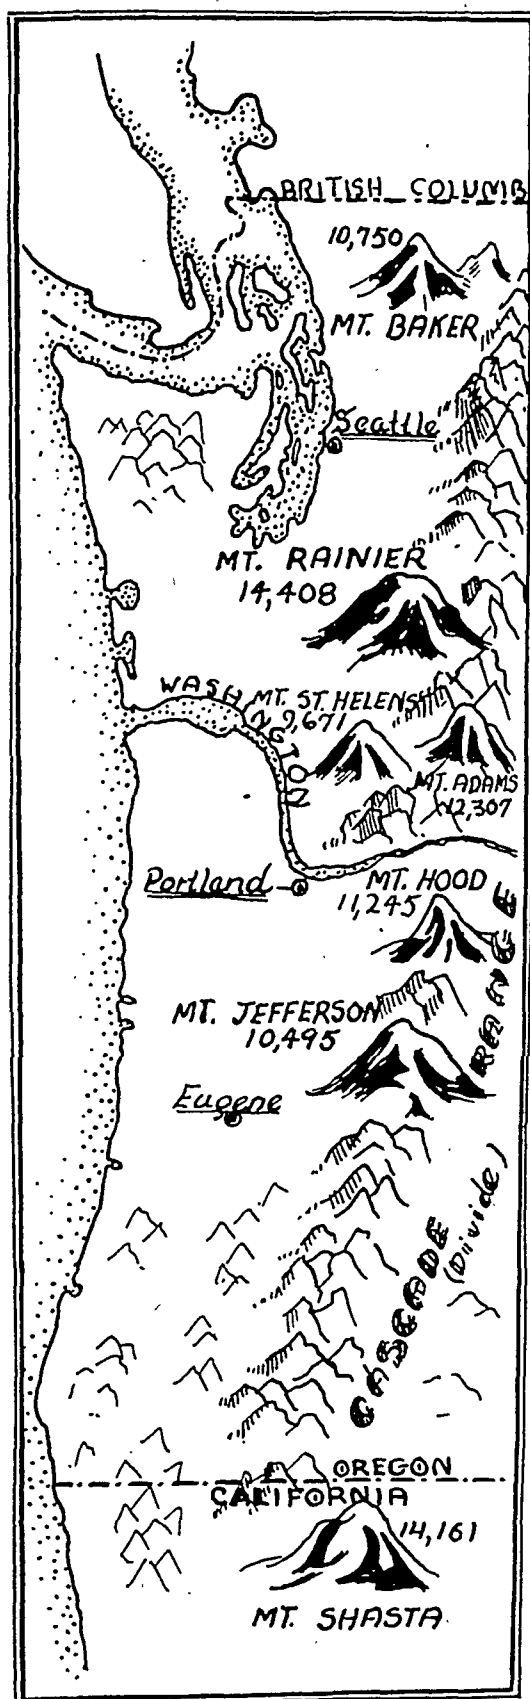 BRITISH COLUMB
10,750
MT. BAKER
Seattle
MT. RAINIER
14,408
WASHINGTON
MT. ST. HELENS
9,671
MT. ADAMS
12,307
Portland
MT. HOOD
11,245
MT. JEFFERSON
10,495
Eugene
CASCADE RANGE
(Divide)
OREGON
CALIFORNIA
14,161
MT. SHASTA